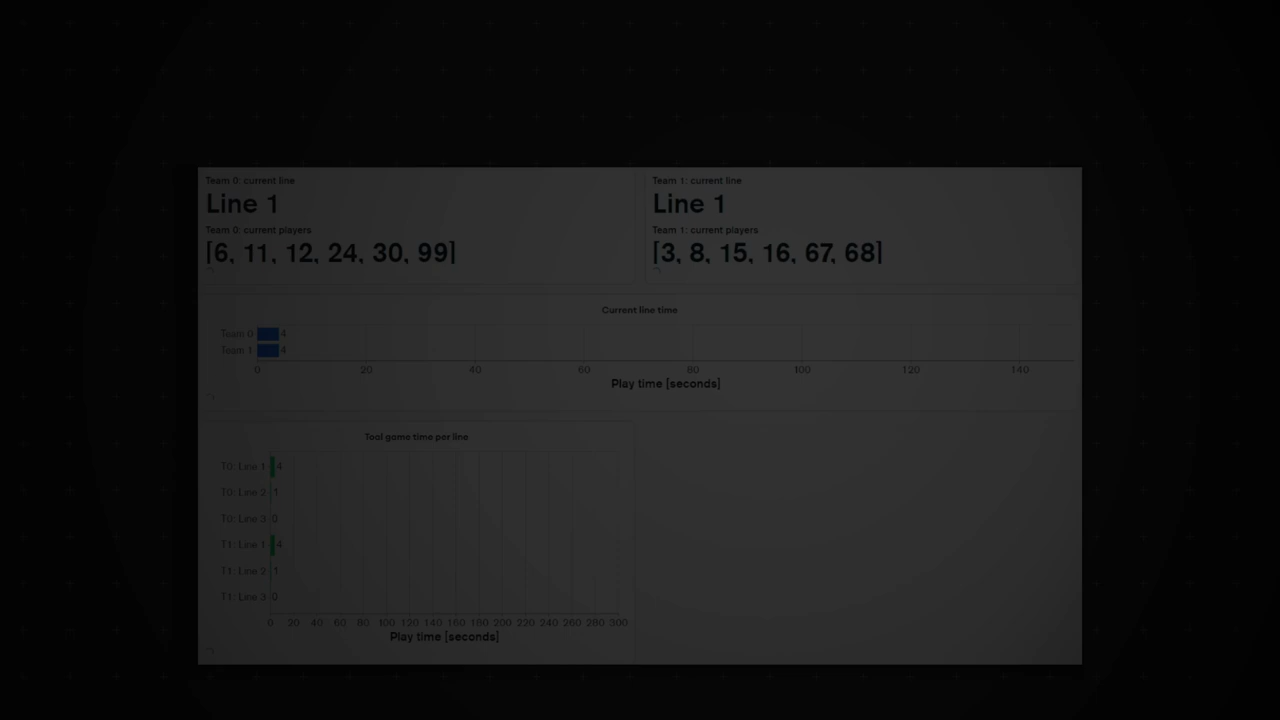 Team 0: current line
Line 1
Team 0: current players
[6, 11, 12, 24, 30, 99]
Team 1: current line
Line 1
Team 1: current players
[3, 8, 15, 16, 67, 68]
Current line time
Team 0 4
Team 1 4
0 20 40 60 80 100 120 140
Play time [seconds]
Tool game time per line
T0: Line 1 4
T0: Line 2 1
T0: Line 3 0
T1: Line 1 4
T1: Line 2 1
T1: Line 3 0
0 20 40 60 80 100 120 140 160 180 200 220 240 260 280 300
Play time [seconds]